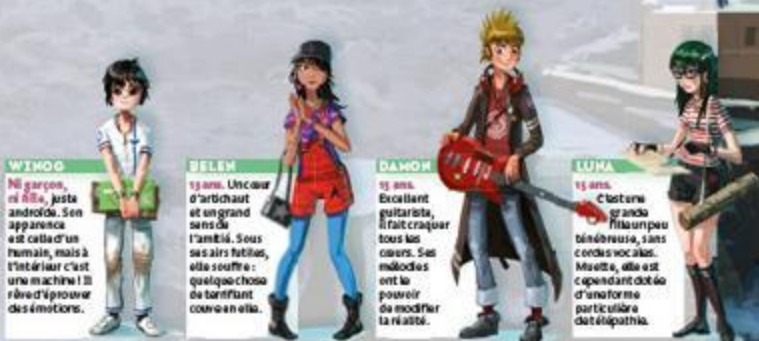 WINOG
Ni garçon,
ni fille, juste
androïde. Son
apparence
est celle d'un
humain, mais à
l'intérieur c'est
une machine ! Il
rêve d'éprouver
des émotions.
BELEN
15 ans. Un cœur
d'artichaut
et un grand
sens de
l'amitié. Sous
ses airs futiles,
elle souffre :
quelque chose
de terrifiant
couve en elle.
DAMON
15 ans.
Excellent
guitariste,
il fait craquer
tous les
cœurs. Ses
mélodies
ont le
pouvoir
de modifier
la réalité.
LUNA
15 ans.
C'est une
grande
fille un peu
ténébreuse, sans
cordes vocales.
Muette, elle est
cependant dotée
d'une forme
particulière
de télépathie.